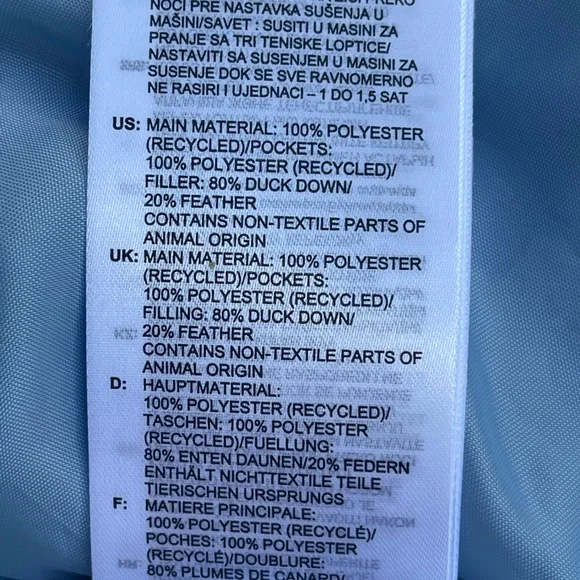 NOĆI PRE NASTAVKA SUŠENJA U
MAŠINI/SAVET : SUSITI U MASINI ZA
PRANJE SA TRI TENISKE LOPTICE/
NASTAVITI SA SUSENJEM U MASINI ZA
SUSENJE DOK SE SVE RAVNOMERNO
NE RASIRI I UJEDNACI – 1 DO 1,5 SAT
US: MAIN MATERIAL: 100% POLYESTER
(RECYCLED)/POCKETS:
100% POLYESTER (RECYCLED)/
FILLER: 80% DUCK DOWN/
20% FEATHER
CONTAINS NON-TEXTILE PARTS OF
ANIMAL ORIGIN
UK: MAIN MATERIAL: 100% POLYESTER
(RECYCLED)/POCKETS:
100% POLYESTER (RECYCLED)/
FILLING: 80% DUCK DOWN/
20% FEATHER
CONTAINS NON-TEXTILE PARTS OF
ANIMAL ORIGIN
D: HAUPTMATERIAL:
100% POLYESTER (RECYCLED)/
TASCHEN: 100% POLYESTER
(RECYCLED)/FUELLUNG:
80% ENTEN DAUNEN/20% FEDERN
ENTHÄLT NICHTTEXTILE TEILE
TIERISCHEN URSPRUNGS
F: MATIERE PRINCIPALE:
100% POLYESTER (RECYCLÉ)/
POCHES: 100% POLYESTER
(RECYCLÉ)/DOUBLURE:
80% PLUMES DE CANARD/